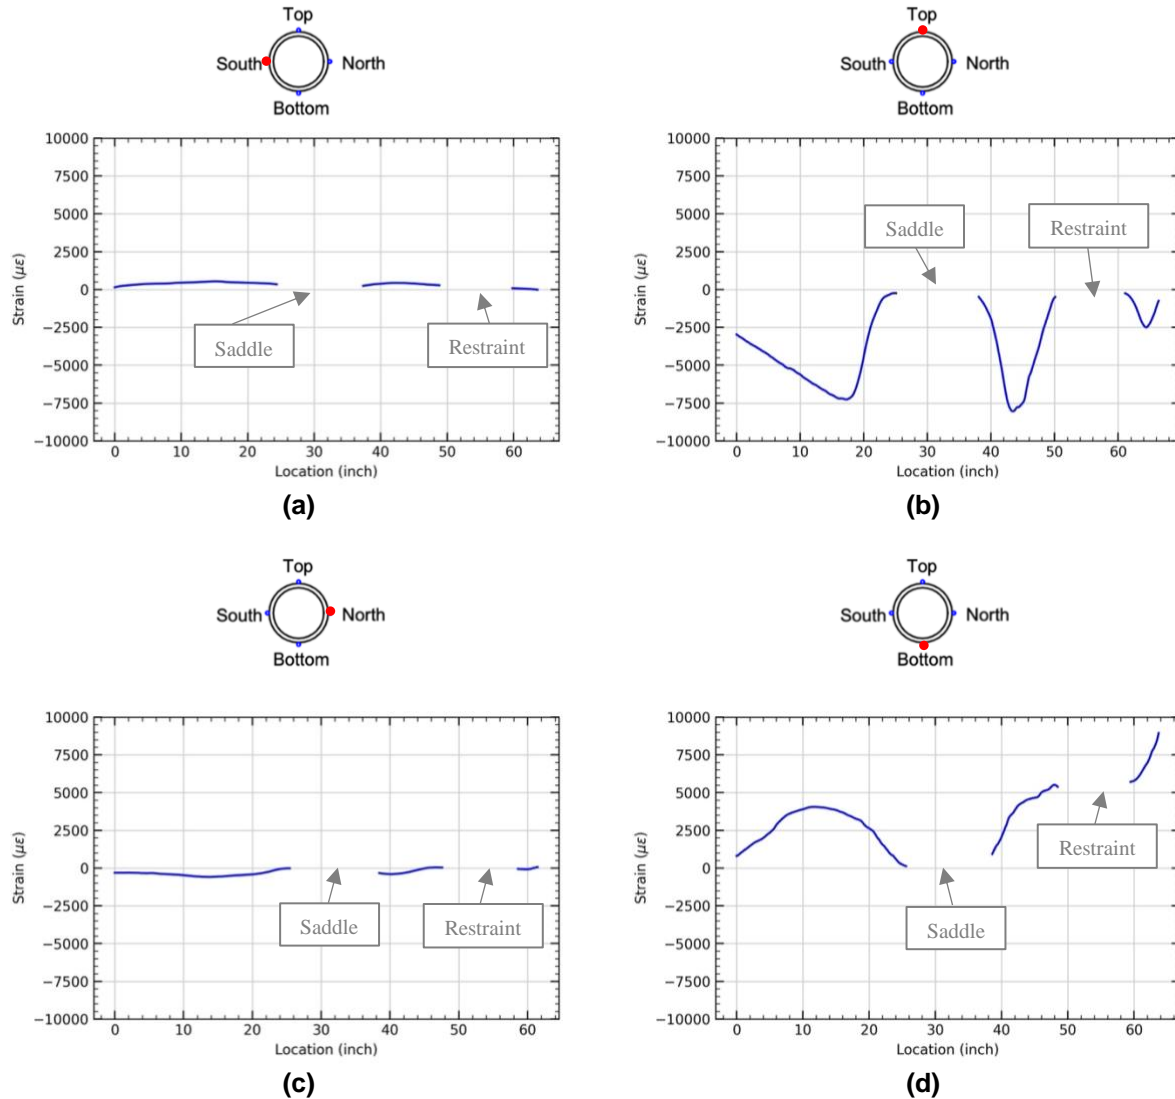 Top
South North
Bottom
10000
7500
5000
2500
0
−2500
−5000
−7500
−10000
Strain (με)
Saddle
Restraint
0 10 20 30 40 50 60
Location (inch)
(a)
Top
South North
Bottom
10000
7500
5000
2500
0
−2500
−5000
−7500
−10000
Strain (με)
Saddle
Restraint
0 10 20 30 40 50 60
Location (inch)
(b)
Top
South North
Bottom
10000
7500
5000
2500
0
−2500
−5000
−7500
−10000
Strain (με)
Saddle
Restraint
0 10 20 30 40 50 60
Location (inch)
(c)
Top
South North
Bottom
10000
7500
5000
2500
0
−2500
−5000
−7500
−10000
Strain (με)
Restraint
Saddle
0 10 20 30 40 50 60
Location (inch)
(d)